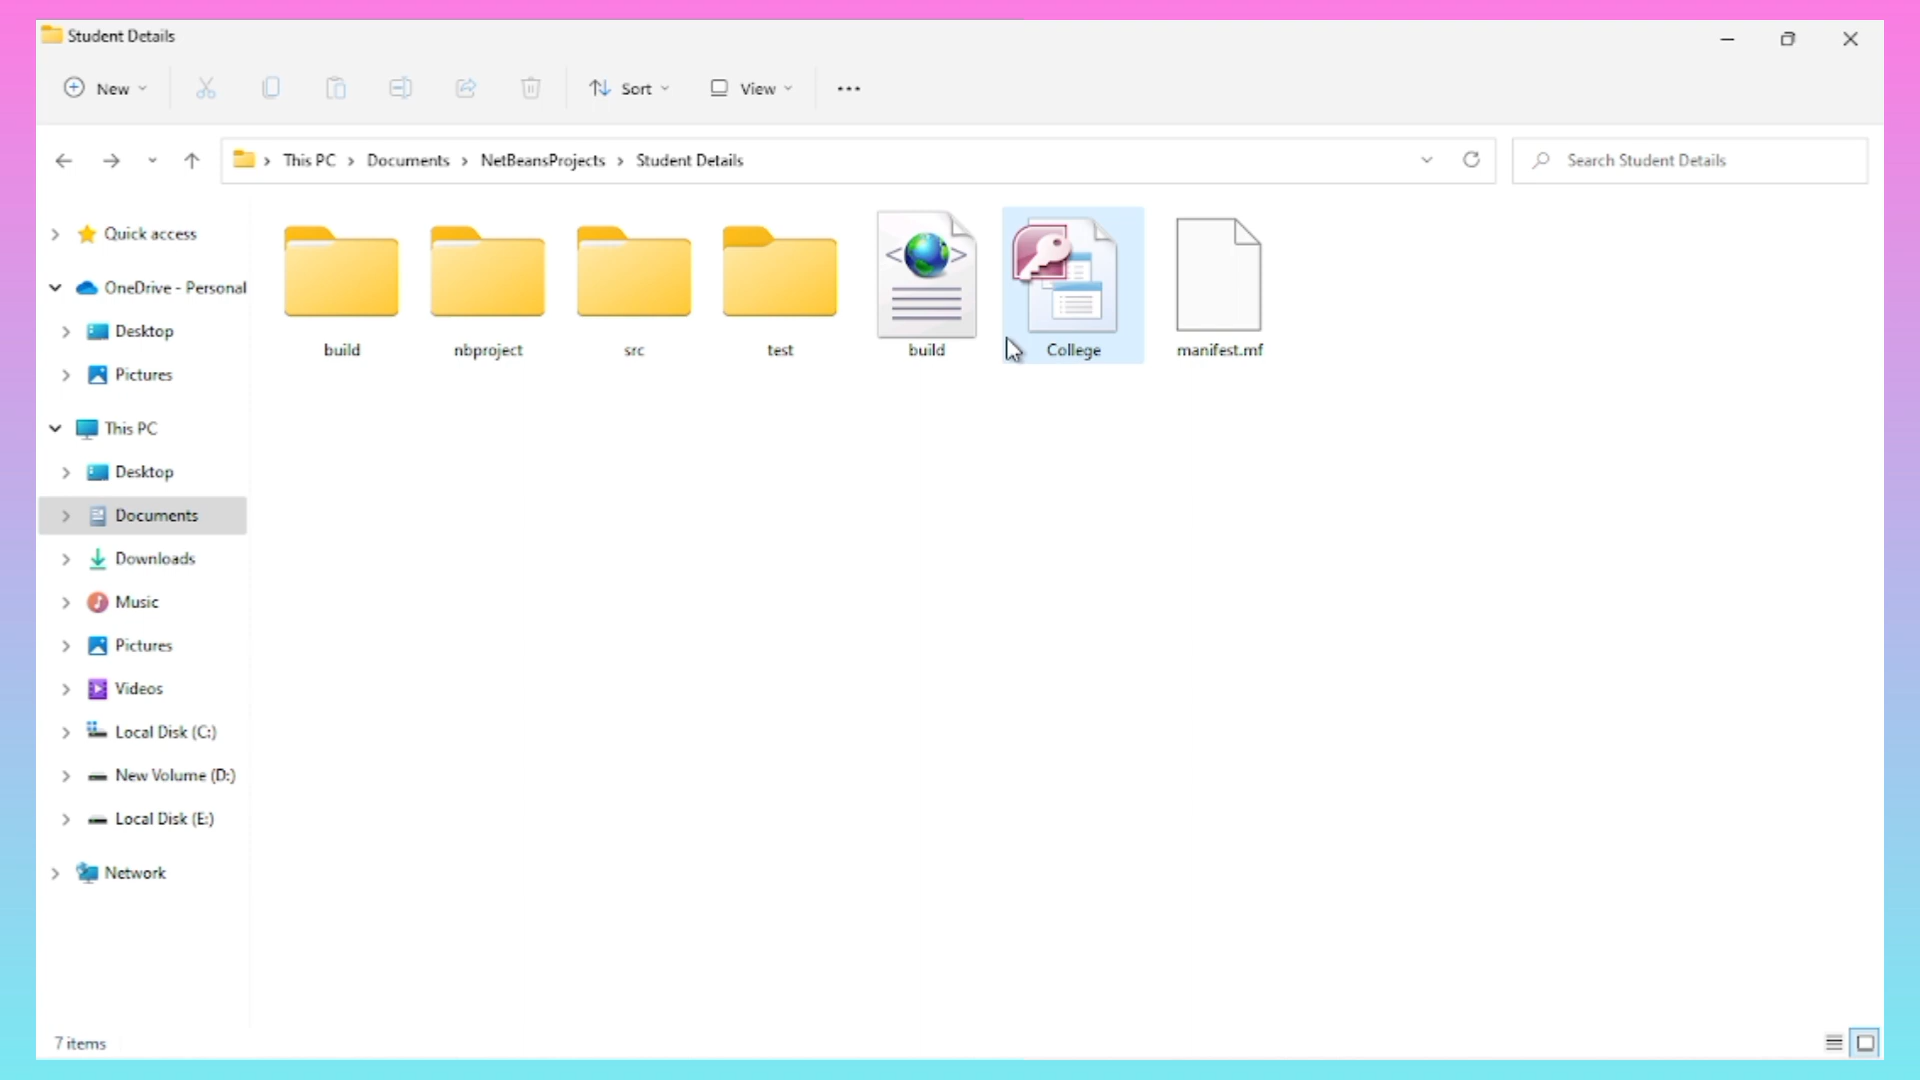 Student Details
New
Sort
View
This PC
Documents
NetBeansProjects
Student Details
Search Student Details
Quick access
OneDrive - Personal
Desktop
Pictures
This PC
Desktop
Documents
Downloads
Music
Pictures
Videos
Local Disk (C:)
New Volume (D:)
Local Disk (E:)
Network
build
nbproject
src
test
build
College
manifest.mf
7 items